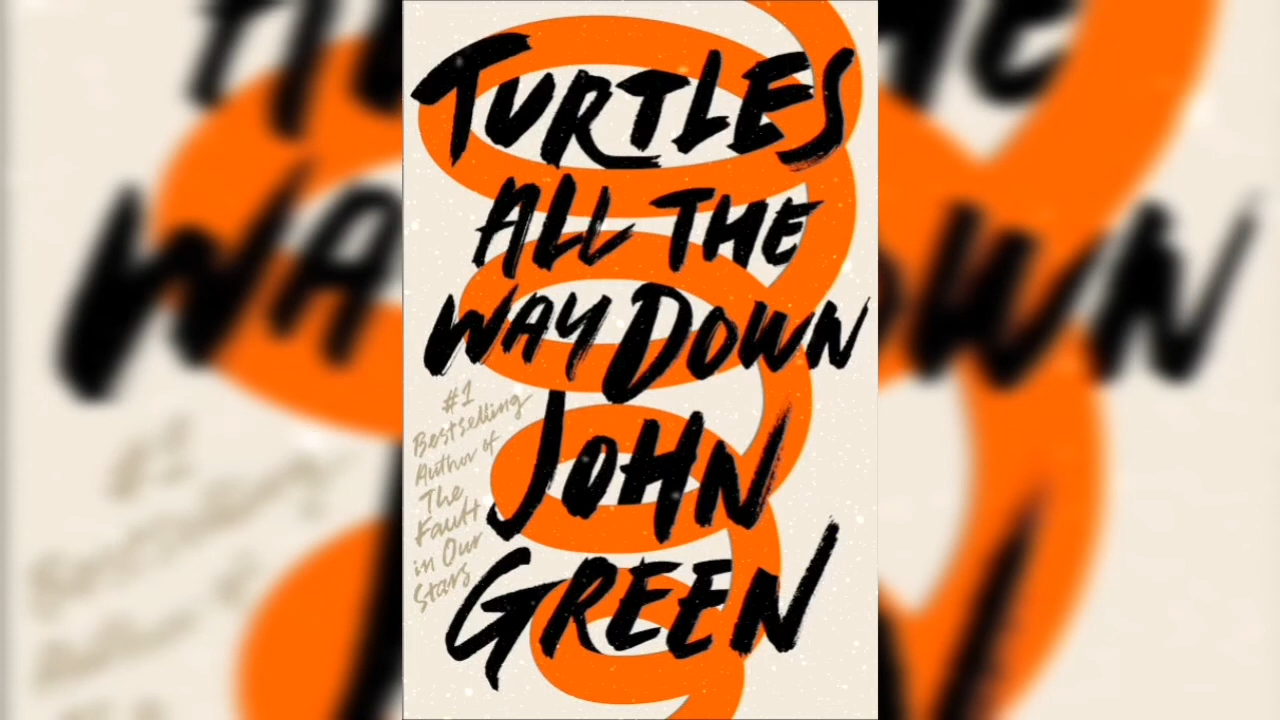 TURTLES
ALL THE
WAY DOWN
JOHN
GREEN
#1
Bestselling
Author of
The
Fault
in Our
Stars